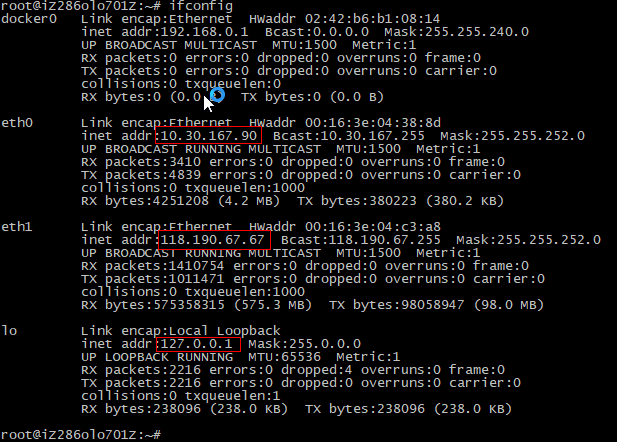 root@iZ286olo701Z:~# ifconfig
docker0   Link encap:Ethernet  HWaddr 02:42:b6:b1:08:14
          inet addr:192.168.0.1  Bcast:0.0.0.0  Mask:255.255.240.0
          UP BROADCAST MULTICAST  MTU:1500  Metric:1
          RX packets:0 errors:0 dropped:0 overruns:0 frame:0
          TX packets:0 errors:0 dropped:0 overruns:0 carrier:0
          collisions:0 txqueuelen:0
          RX bytes:0 (0.0   TX bytes:0 (0.0 B)
eth0      Link encap:Ethernet  HWaddr 00:16:3e:04:38:8d
          inet addr:10.30.167.90  Bcast:10.30.167.255  Mask:255.255.252.0
          UP BROADCAST RUNNING MULTICAST  MTU:1500  Metric:1
          RX packets:3410 errors:0 dropped:0 overruns:0 frame:0
          TX packets:4839 errors:0 dropped:0 overruns:0 carrier:0
          collisions:0 txqueuelen:1000
          RX bytes:4251208 (4.2 MB)  TX bytes:380223 (380.2 KB)
eth1      Link encap:Ethernet  HWaddr 00:16:3e:04:c3:a8
          inet addr:118.190.67.67  Bcast:118.190.67.255  Mask:255.255.252.0
          UP BROADCAST RUNNING MULTICAST  MTU:1500  Metric:1
          RX packets:1410754 errors:0 dropped:0 overruns:0 frame:0
          TX packets:1011471 errors:0 dropped:0 overruns:0 carrier:0
          collisions:0 txqueuelen:1000
          RX bytes:575358315 (575.3 MB)  TX bytes:98058947 (98.0 MB)
lo        Link encap:Local Loopback
          inet addr:127.0.0.1  Mask:255.0.0.0
          UP LOOPBACK RUNNING  MTU:65536  Metric:1
          RX packets:2216 errors:0 dropped:4 overruns:0 frame:0
          TX packets:2216 errors:0 dropped:0 overruns:0 carrier:0
          collisions:0 txqueuelen:1
          RX bytes:238096 (238.0 KB)  TX bytes:238096 (238.0 KB)
root@iZ286olo701Z:~#